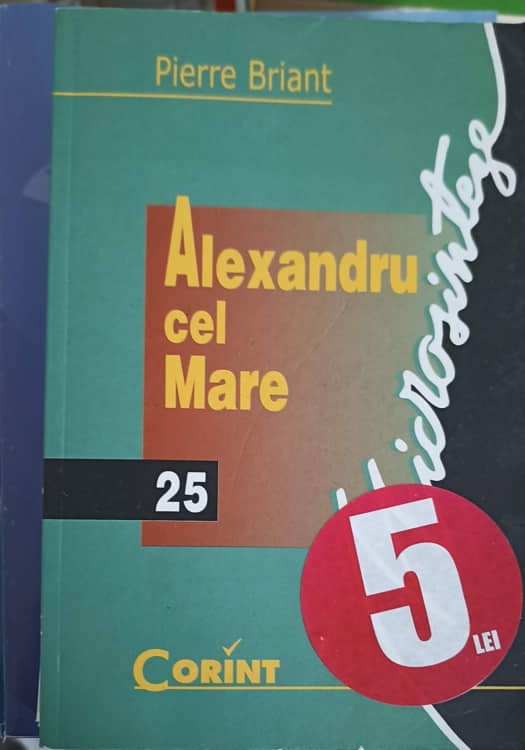 Pierre Briant
Alexandru
cel
Mare
Microsinteze
25
5
LEI
CORINT